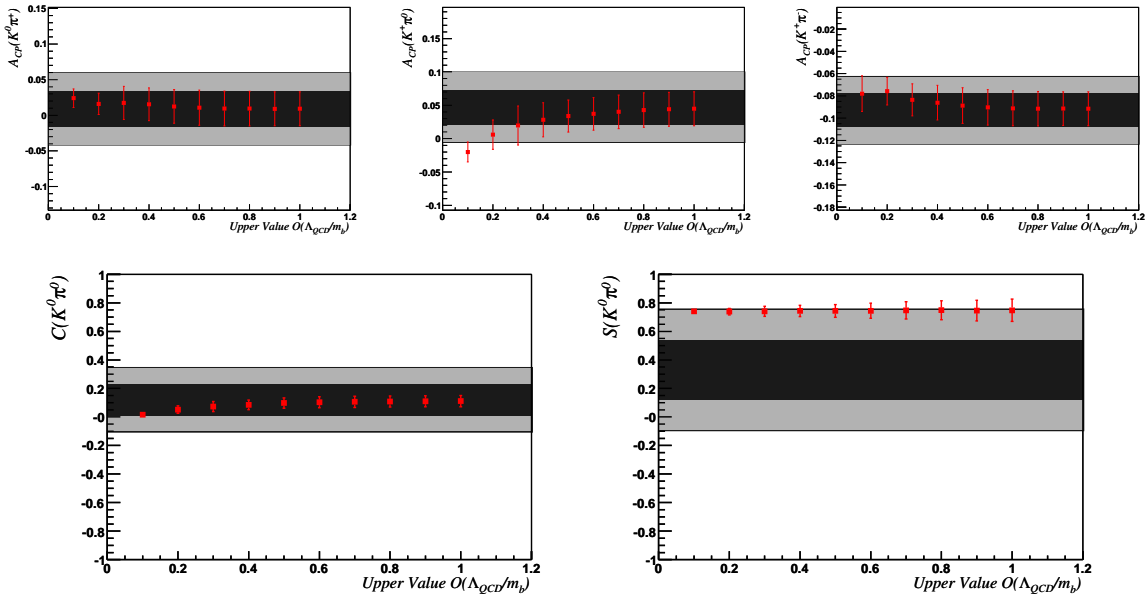 A_CP(K^0π^+)
0.15
0.1
0.05
0
-0.05
-0.1
0 0.2 0.4 0.6 0.8 1 1.2
Upper Value O(Λ_QCD/m_b)
A_CP(K^+π^0)
0.15
0.1
0.05
0
-0.05
-0.1
0 0.2 0.4 0.6 0.8 1 1.2
Upper Value O(Λ_QCD/m_b)
A_CP(K^+π^-)
-0.02
-0.04
-0.06
-0.08
-0.1
-0.12
-0.14
-0.16
-0.18
0 0.2 0.4 0.6 0.8 1 1.2
Upper Value O(Λ_QCD/m_b)
C(K^0π^0)
1
0.8
0.6
0.4
0.2
-0
-0.2
-0.4
-0.6
-0.8
-1
0 0.2 0.4 0.6 0.8 1 1.2
Upper Value O(Λ_QCD/m_b)
S(K^0π^0)
1
0.8
0.6
0.4
0.2
-0
-0.2
-0.4
-0.6
-0.8
-1
0 0.2 0.4 0.6 0.8 1 1.2
Upper Value O(Λ_QCD/m_b)